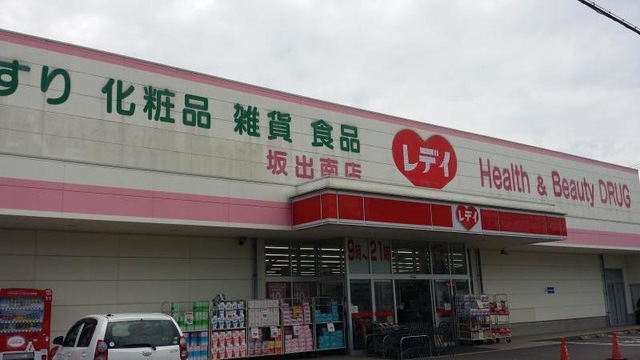 すり 化粧品 雑貨 食品
坂出南店
レデイ
Health & Beauty DRUG
レデイ
9時～21時